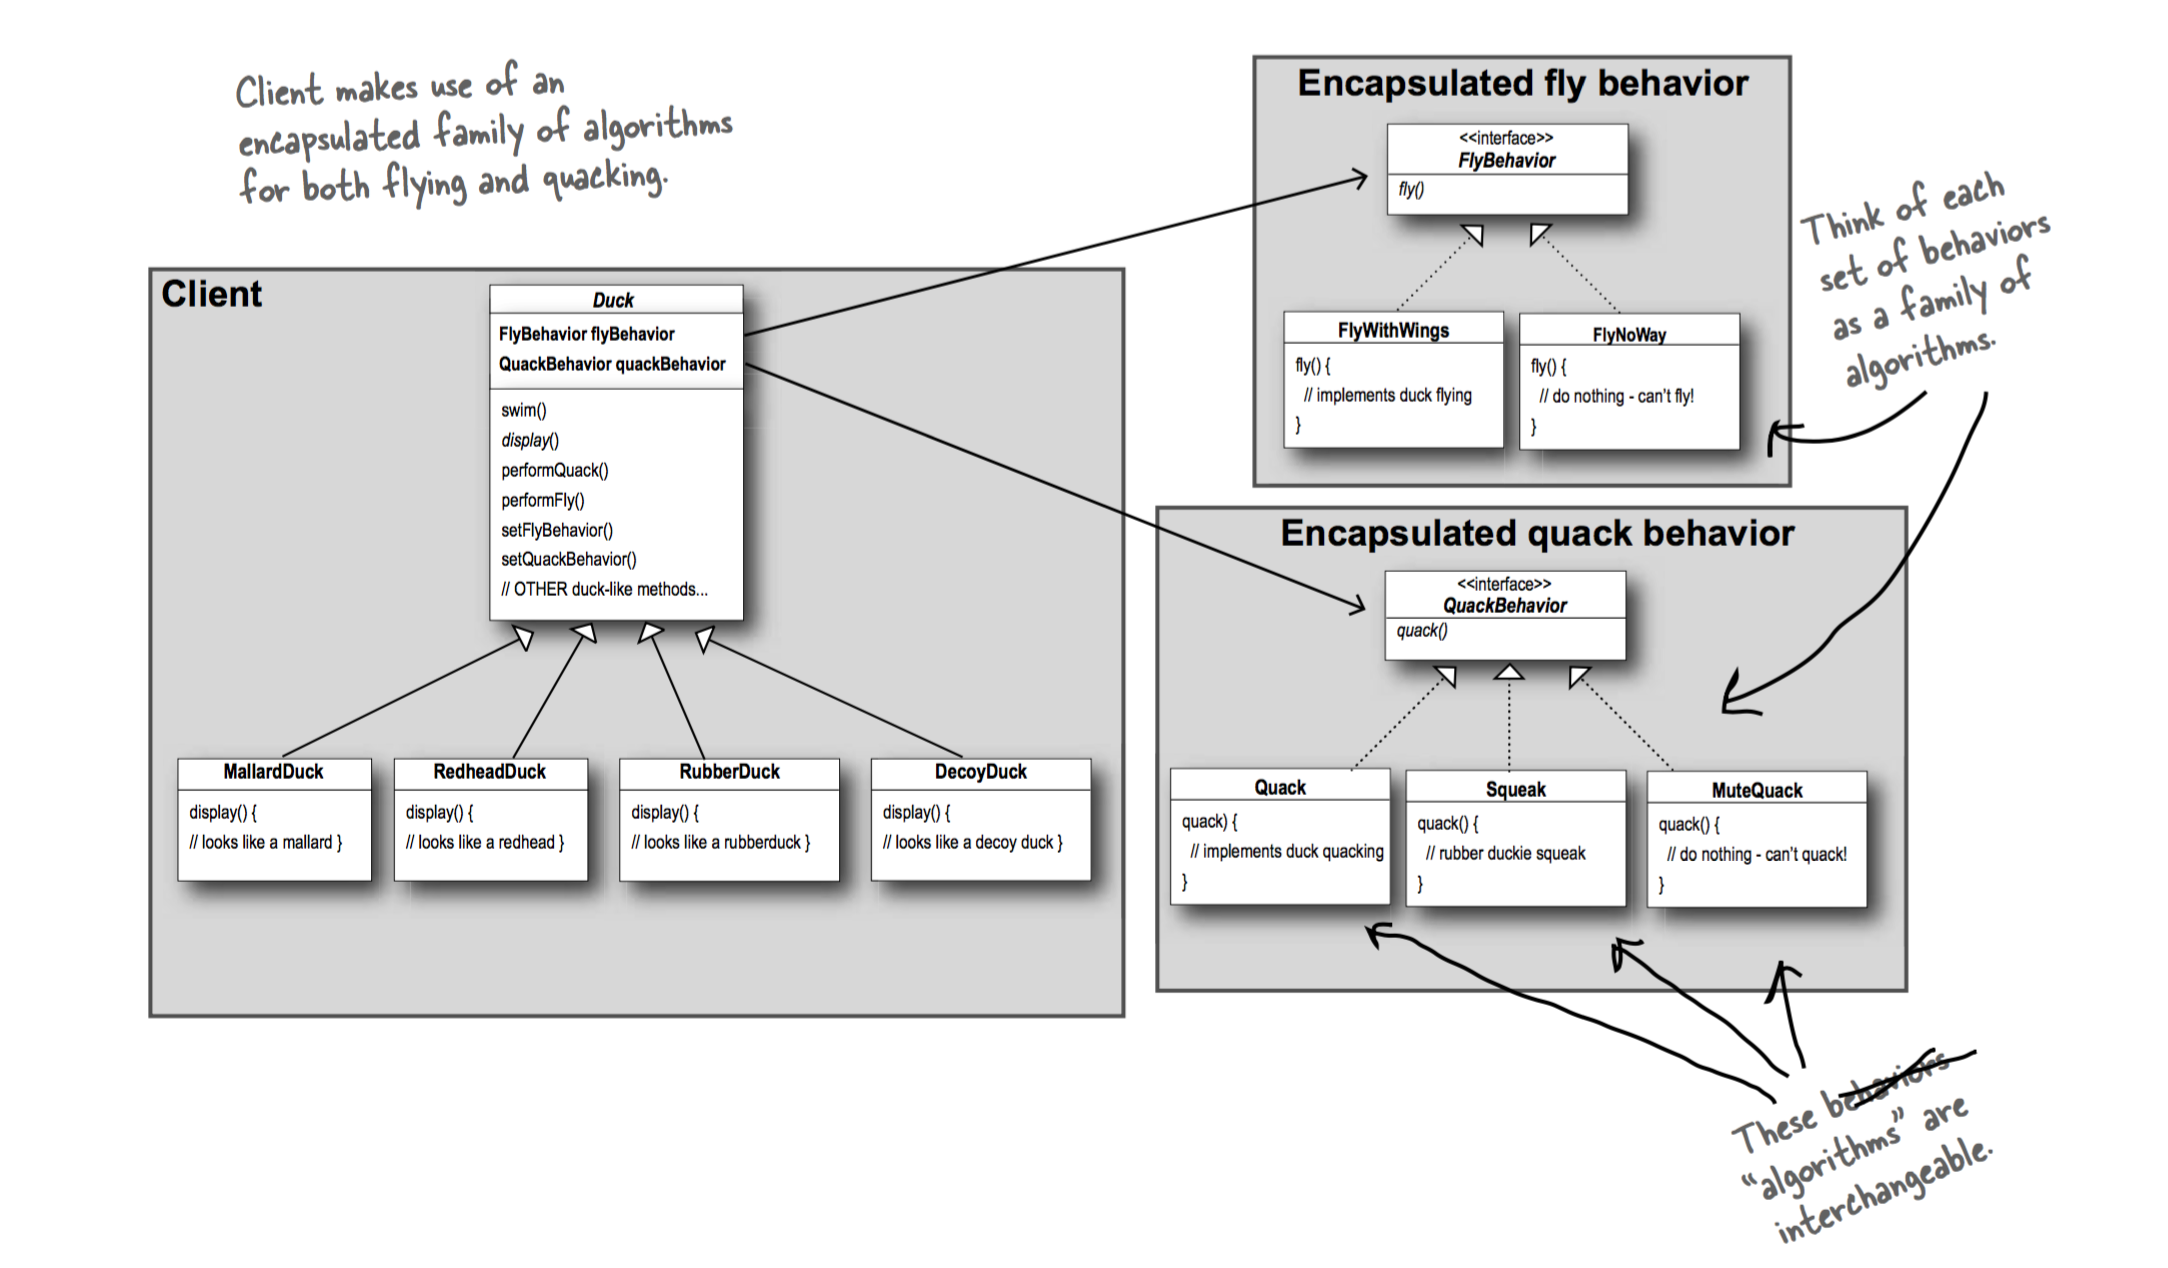 Client makes use of an
encapsulated family of algorithms
for both flying and quacking.
Client
Duck
FlyBehavior flyBehavior
QuackBehavior quackBehavior
swim()
display()
performQuack()
performFly()
setFlyBehavior()
setQuackBehavior()
// OTHER duck-like methods...
MallardDuck
display() {
// looks like a mallard }
RedheadDuck
display() {
// looks like a redhead }
RubberDuck
display() {
// looks like a rubberduck }
DecoyDuck
display() {
// looks like a decoy duck }
Encapsulated fly behavior
<<interface>>
FlyBehavior
fly()
FlyWithWings
fly() {
// implements duck flying
}
FlyNoWay
fly() {
// do nothing - can't fly!
}
Think of each
set of behaviors
as a family of
algorithms.
Encapsulated quack behavior
<<interface>>
QuackBehavior
quack()
Quack
quack) {
// implements duck quacking
}
Squeak
quack() {
// rubber duckie squeak
}
MuteQuack
quack() {
// do nothing - can't quack!
}
These behaviors
“algorithms” are
interchangeable.